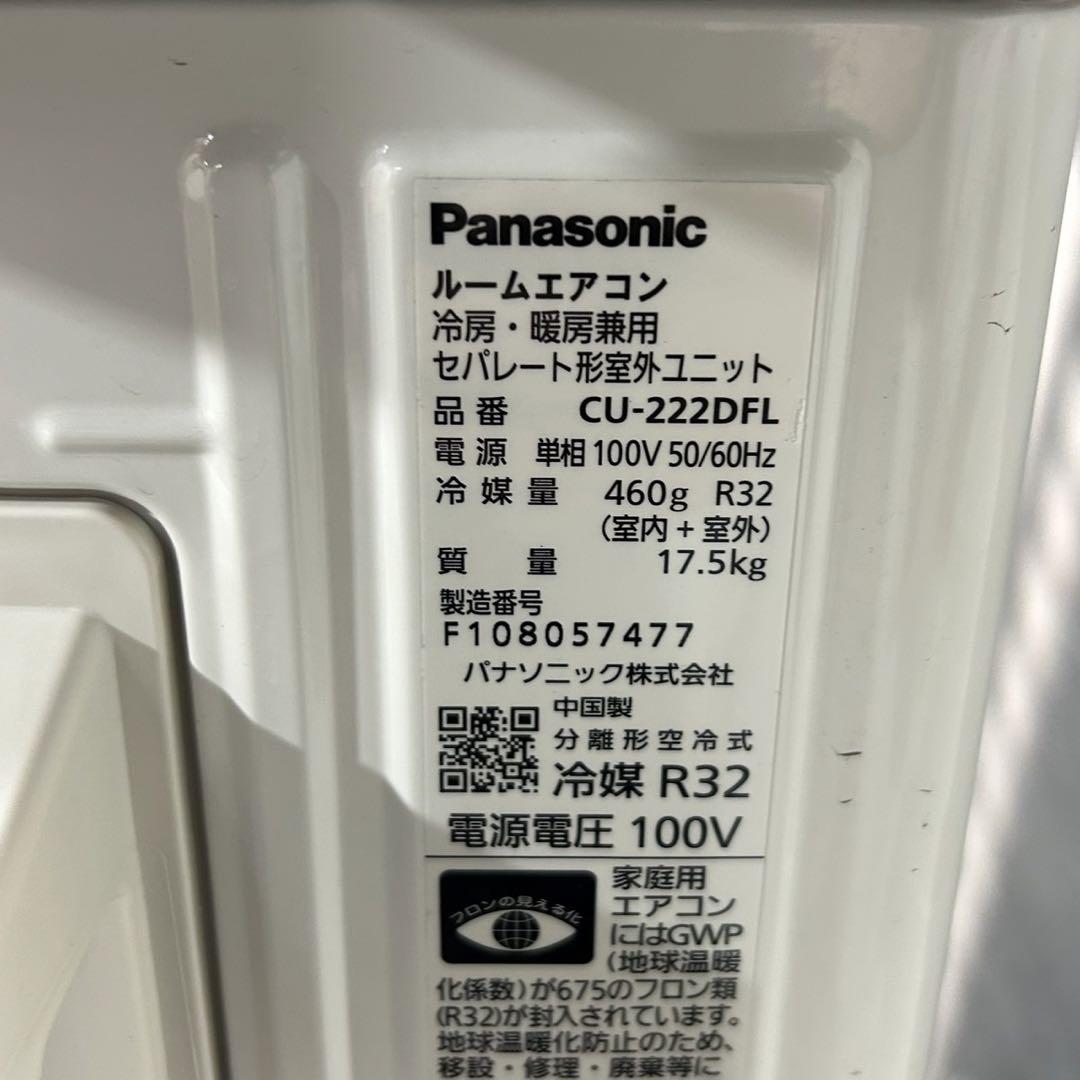 Panasonic
ルームエアコン
冷房・暖房兼用
セパレート形室外ユニット
品番 CU-222DFL
電源 単相100V 50/60Hz
冷媒量 460g R32
(室内+室外)
質量 17.5kg
製造番号
F108057477
パナソニック株式会社
中国製
分離形空冷式
冷媒 R32
電源電圧 100V
フロンの見える化
家庭用
エアコン
にはGWP
(地球温暖
化係数)が675のフロン類
(R32)が封入されています。
地球温暖化防止のため、
移設・修理・廃棄等に